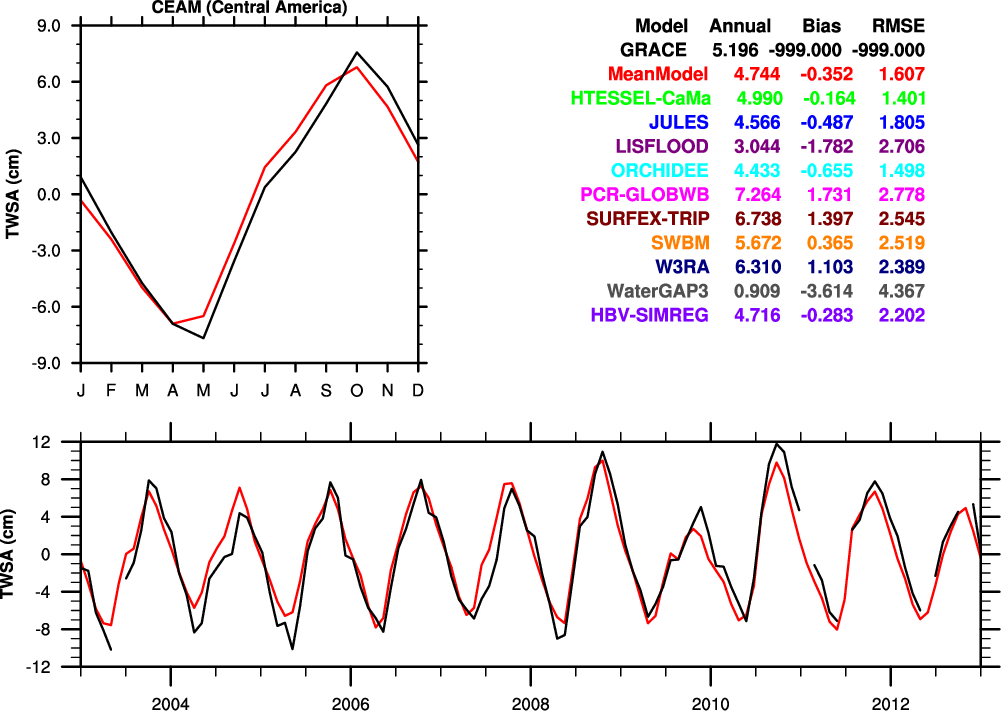 CEAM (Central America)
9.0
6.0
3.0
0.0
-3.0
-6.0
-9.0
TWSA (cm)
J F M A M J J A S O N D
Model Annual Bias RMSE
GRACE 5.196 -999.000 -999.000
MeanModel 4.744 -0.352 1.607
HTESSEL-CaMa 4.990 -0.164 1.401
JULES 4.566 -0.487 1.805
LISFLOOD 3.044 -1.782 2.706
ORCHIDEE 4.433 -0.655 1.498
PCR-GLOBWB 7.264 1.731 2.778
SURFEX-TRIP 6.738 1.397 2.545
SWBM 5.672 0.365 2.519
W3RA 6.310 1.103 2.389
WaterGAP3 0.909 -3.614 4.367
HBV-SIMREG 4.716 -0.283 2.202
12
8
4
0
-4
-8
-12
TWSA (cm)
2004 2006 2008 2010 2012